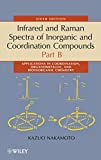 SIXTH EDITION
Infrared and Raman
Spectra of Inorganic and
Coordination Compounds
Part B
APPLICATIONS IN COORDINATION,
ORGANOMETALLIC, AND
BIOINORGANIC CHEMISTRY
KAZUO NAKAMOTO
WILEY